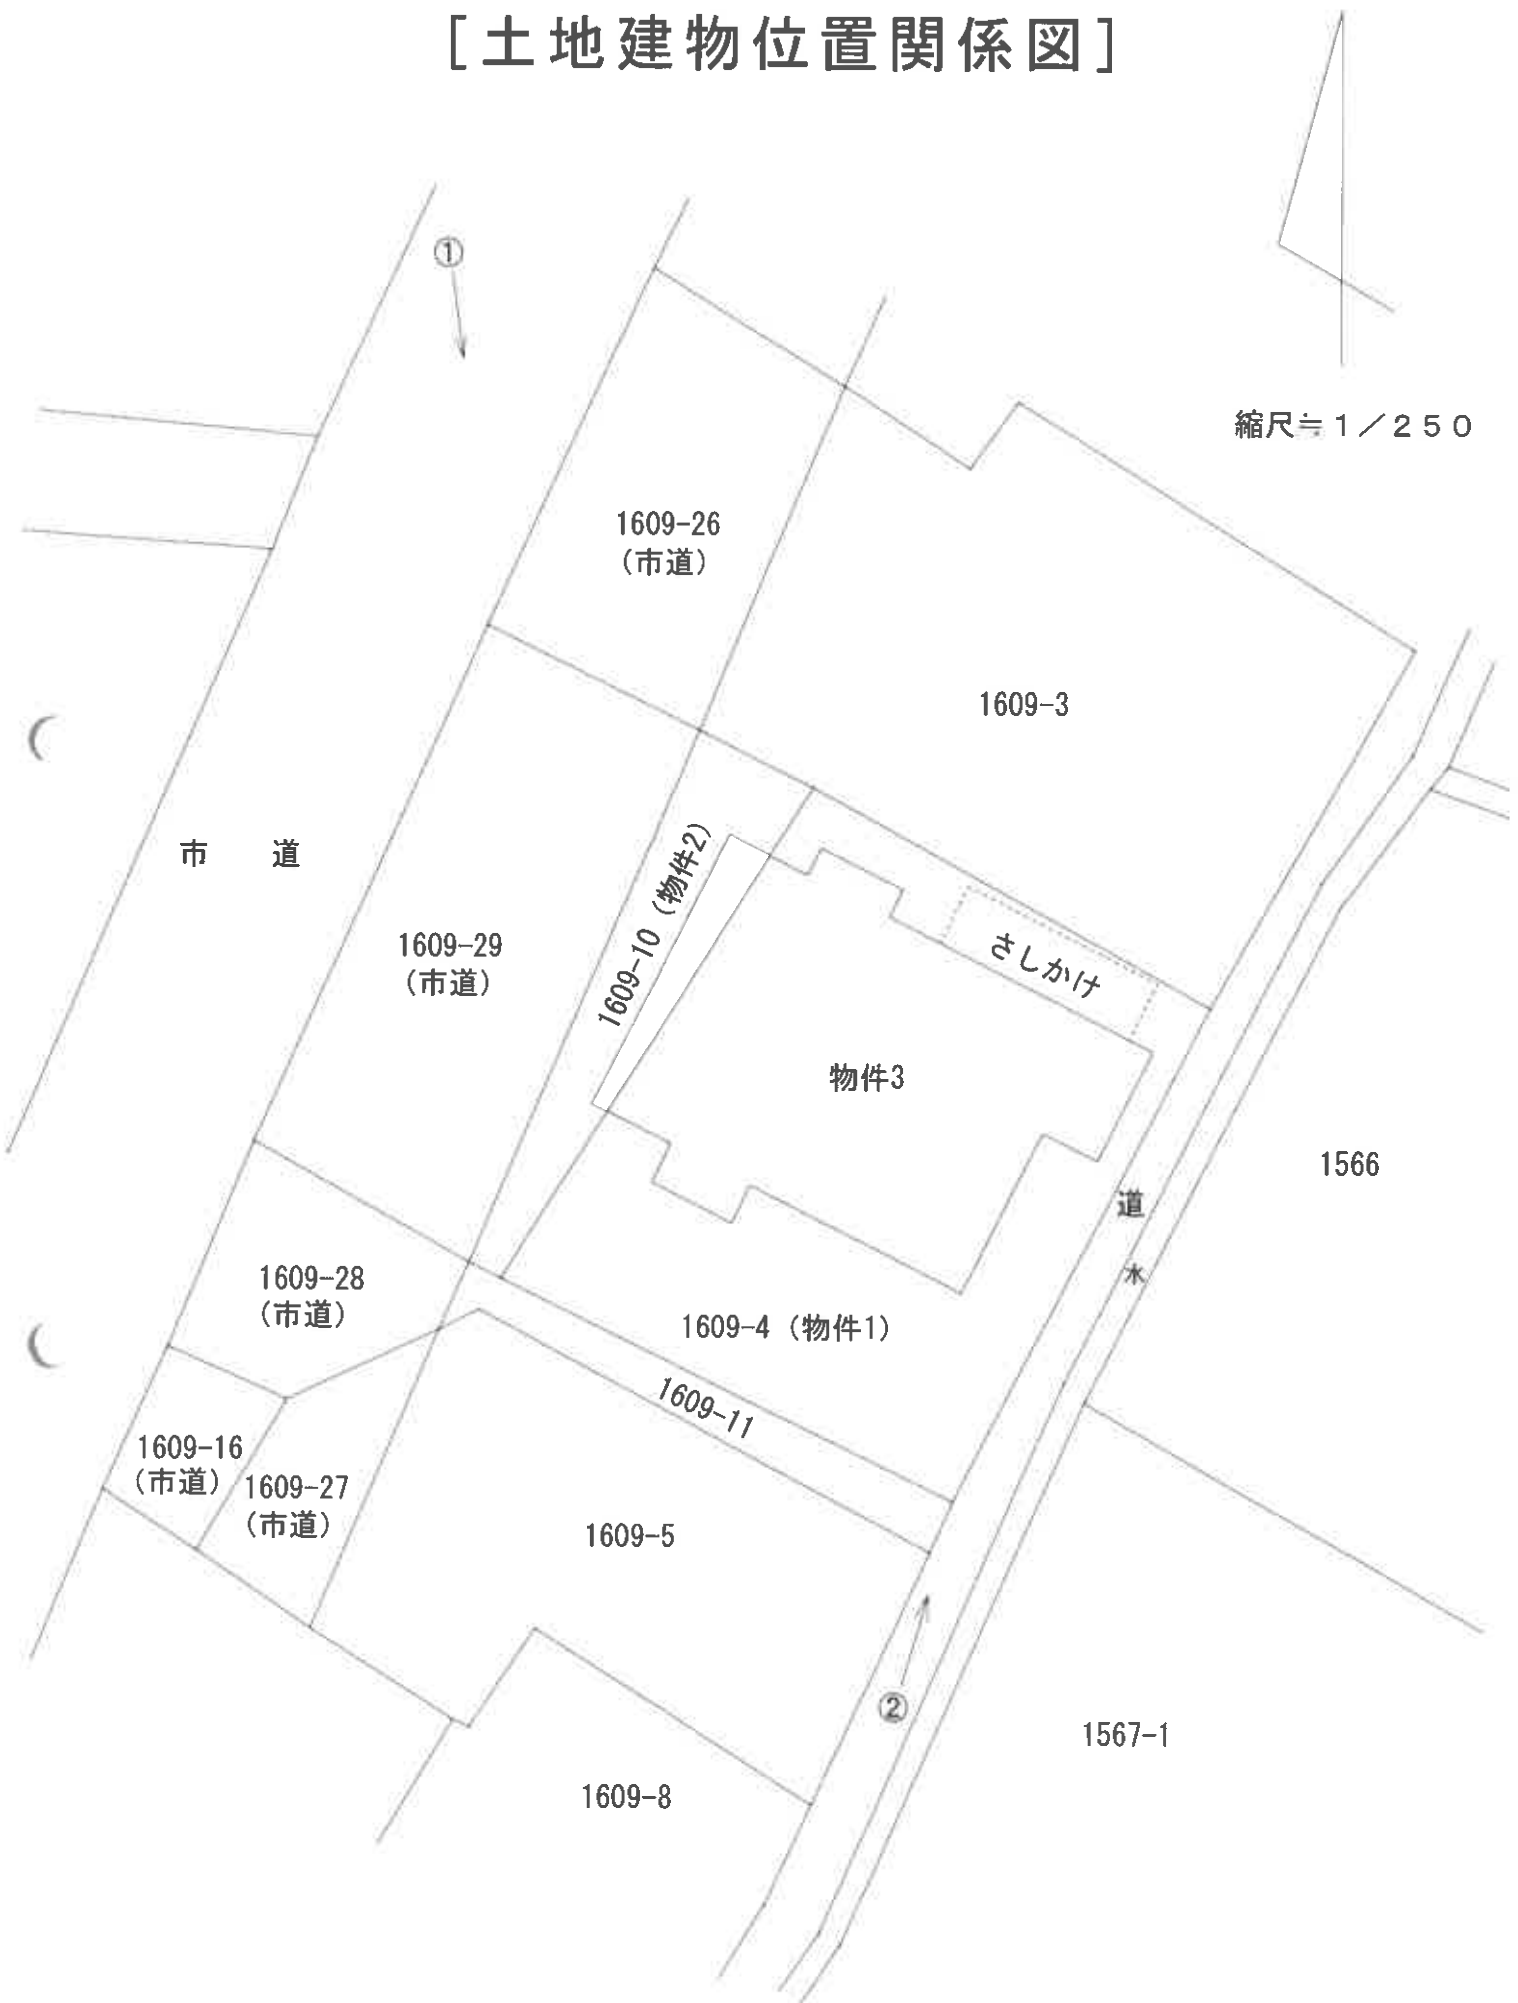 [土地建物位置関係図]
①
縮尺≒1/250
1609-26
(市道)
1609-3
市 道
1609-29
(市道)
1609-10(物件2)
さしかけ
物件3
1566
道
水
1609-28
(市道)
1609-4(物件1)
1609-11
1609-16
(市道)
1609-27
(市道)
1609-5
②
1567-1
1609-8